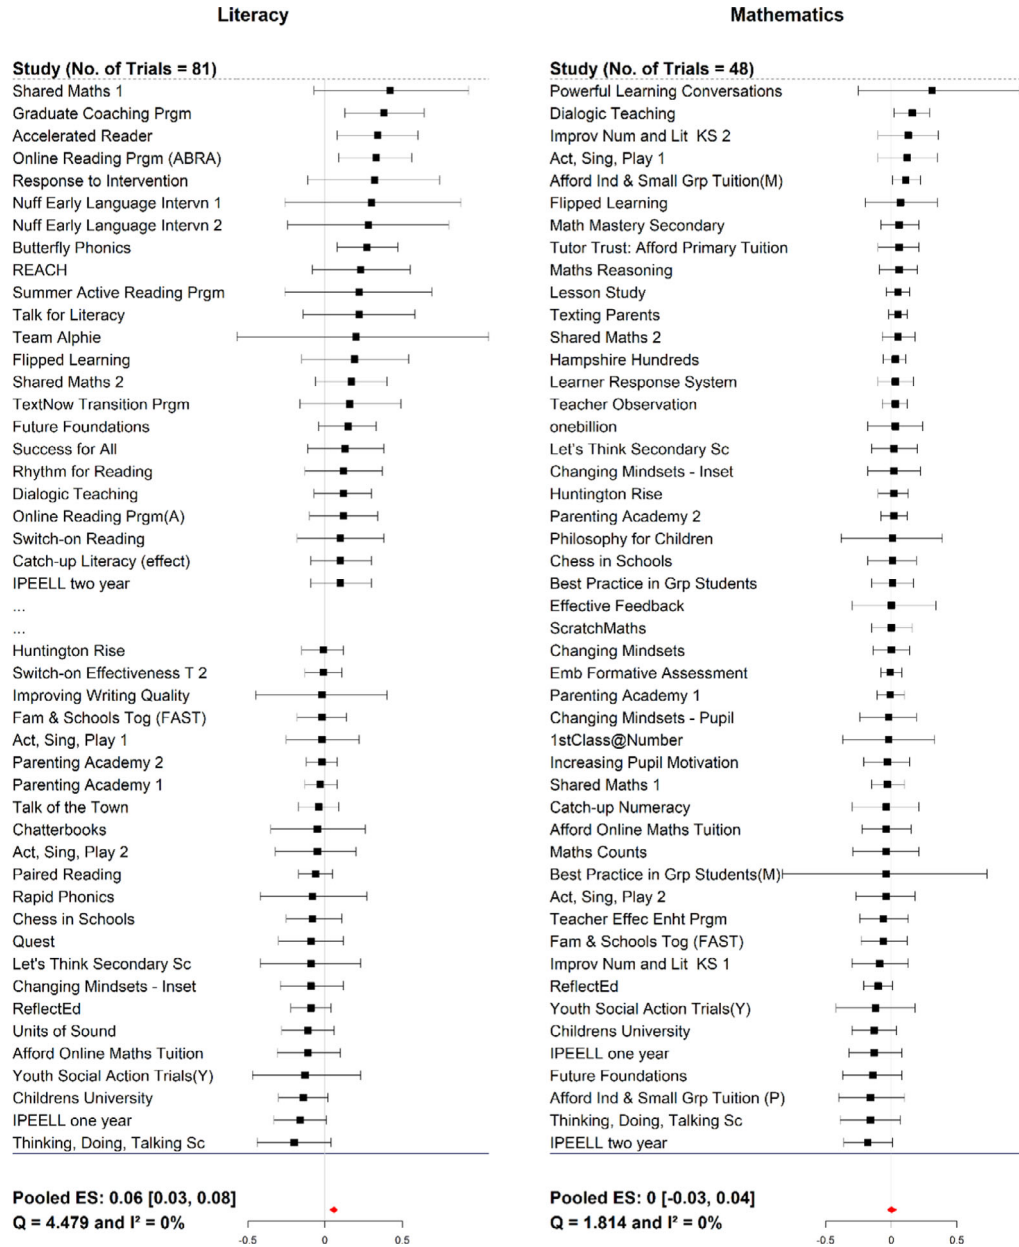 Literacy
Study (No. of Trials = 81)
Shared Maths 1
Graduate Coaching Prgm
Accelerated Reader
Online Reading Prgm (ABRA)
Response to Intervention
Nuff Early Language Intervn 1
Nuff Early Language Intervn 2
Butterfly Phonics
REACH
Summer Active Reading Prgm
Talk for Literacy
Team Alphie
Flipped Learning
Shared Maths 2
TextNow Transition Prgm
Future Foundations
Success for All
Rhythm for Reading
Dialogic Teaching
Online Reading Prgm(A)
Switch-on Reading
Catch-up Literacy (effect)
IPEELL two year
...
...
Huntington Rise
Switch-on Effectiveness T 2
Improving Writing Quality
Fam & Schools Tog (FAST)
Act, Sing, Play 1
Parenting Academy 2
Parenting Academy 1
Talk of the Town
Chatterbooks
Act, Sing, Play 2
Paired Reading
Rapid Phonics
Chess in Schools
Quest
Let's Think Secondary Sc
Changing Mindsets - Inset
ReflectEd
Units of Sound
Afford Online Maths Tuition
Youth Social Action Trials(Y)
Childrens University
IPEELL one year
Thinking, Doing, Talking Sc
Pooled ES: 0.06 [0.03, 0.08]
Q = 4.479 and I² = 0%
-0.5 0 0.5
Mathematics
Study (No. of Trials = 48)
Powerful Learning Conversations
Dialogic Teaching
Improv Num and Lit KS 2
Act, Sing, Play 1
Afford Ind & Small Grp Tuition(M)
Flipped Learning
Math Mastery Secondary
Tutor Trust: Afford Primary Tuition
Maths Reasoning
Lesson Study
Texting Parents
Shared Maths 2
Hampshire Hundreds
Learner Response System
Teacher Observation
onebillion
Let's Think Secondary Sc
Changing Mindsets - Inset
Huntington Rise
Parenting Academy 2
Philosophy for Children
Chess in Schools
Best Practice in Grp Students
Effective Feedback
ScratchMaths
Changing Mindsets
Emb Formative Assessment
Parenting Academy 1
Changing Mindsets - Pupil
1stClass@Number
Increasing Pupil Motivation
Shared Maths 1
Catch-up Numeracy
Afford Online Maths Tuition
Maths Counts
Best Practice in Grp Students(M)
Act, Sing, Play 2
Teacher Effec Enht Prgm
Fam & Schools Tog (FAST)
Improv Num and Lit KS 1
ReflectEd
Youth Social Action Trials(Y)
Childrens University
IPEELL one year
Future Foundations
Afford Ind & Small Grp Tuition (P)
Thinking, Doing, Talking Sc
IPEELL two year
Pooled ES: 0 [-0.03, 0.04]
Q = 1.814 and I² = 0%
-0.5 0 0.5